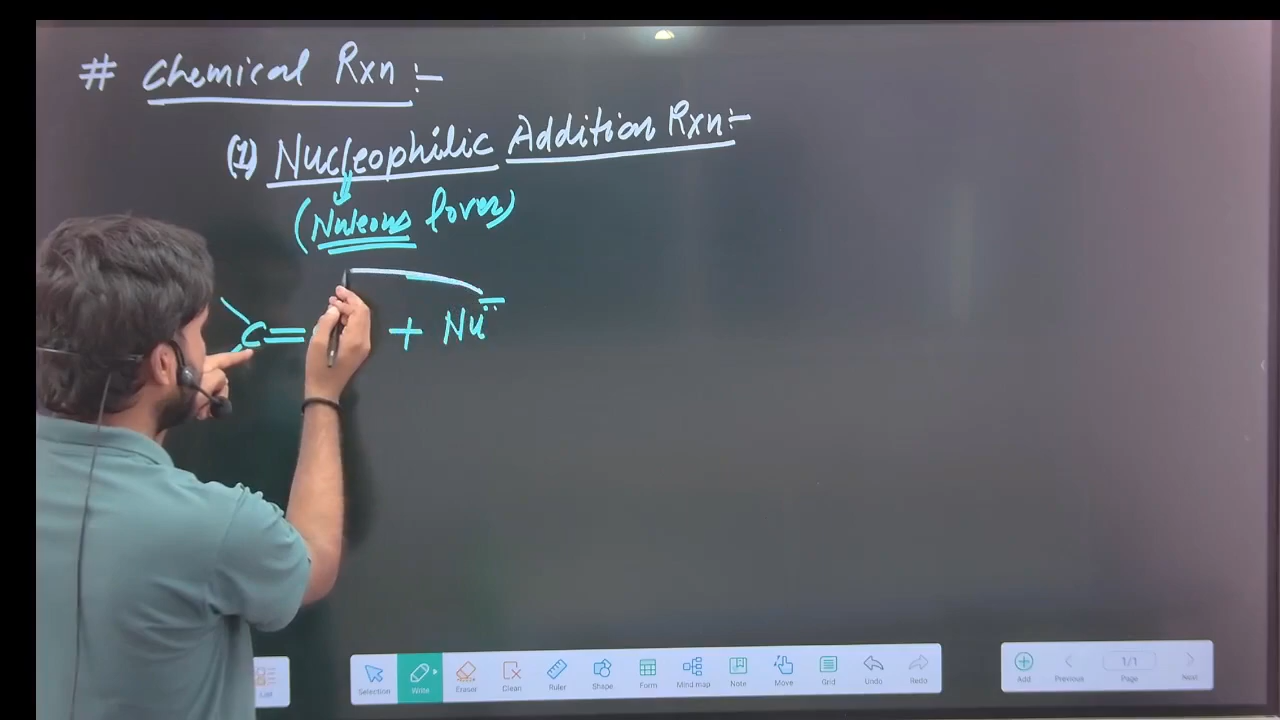 # Chemical Rxn :-
(1) Nucleophilic Addition Rxn :-
(Nuleous lover)
C = + Nu
Selection Write Eraser Clean Ruler Shape Form Mind map Note Move Grid Undo Redo
Add Previous 1/1 Page Next